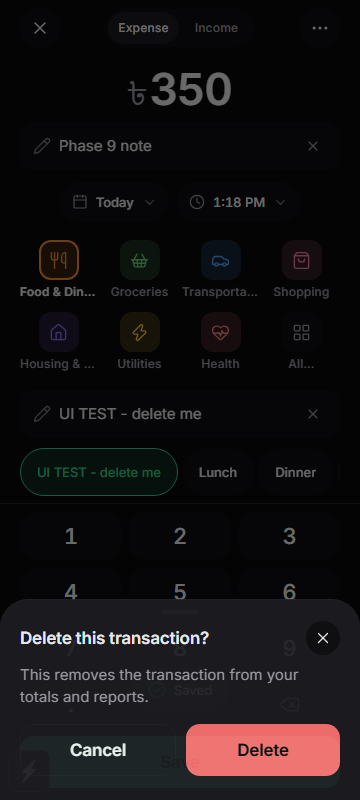 Expense Income
৳350
Phase 9 note
Today 1:18 PM
Food & Din... Groceries Transporta... Shopping
Housing & ... Utilities Health All...
UI TEST - delete me
UI TEST - delete me Lunch Dinner
1 2 3
4 5 6
Delete this transaction?
7 8 9
This removes the transaction from your
totals and reports.
Saved
Cancel Delete